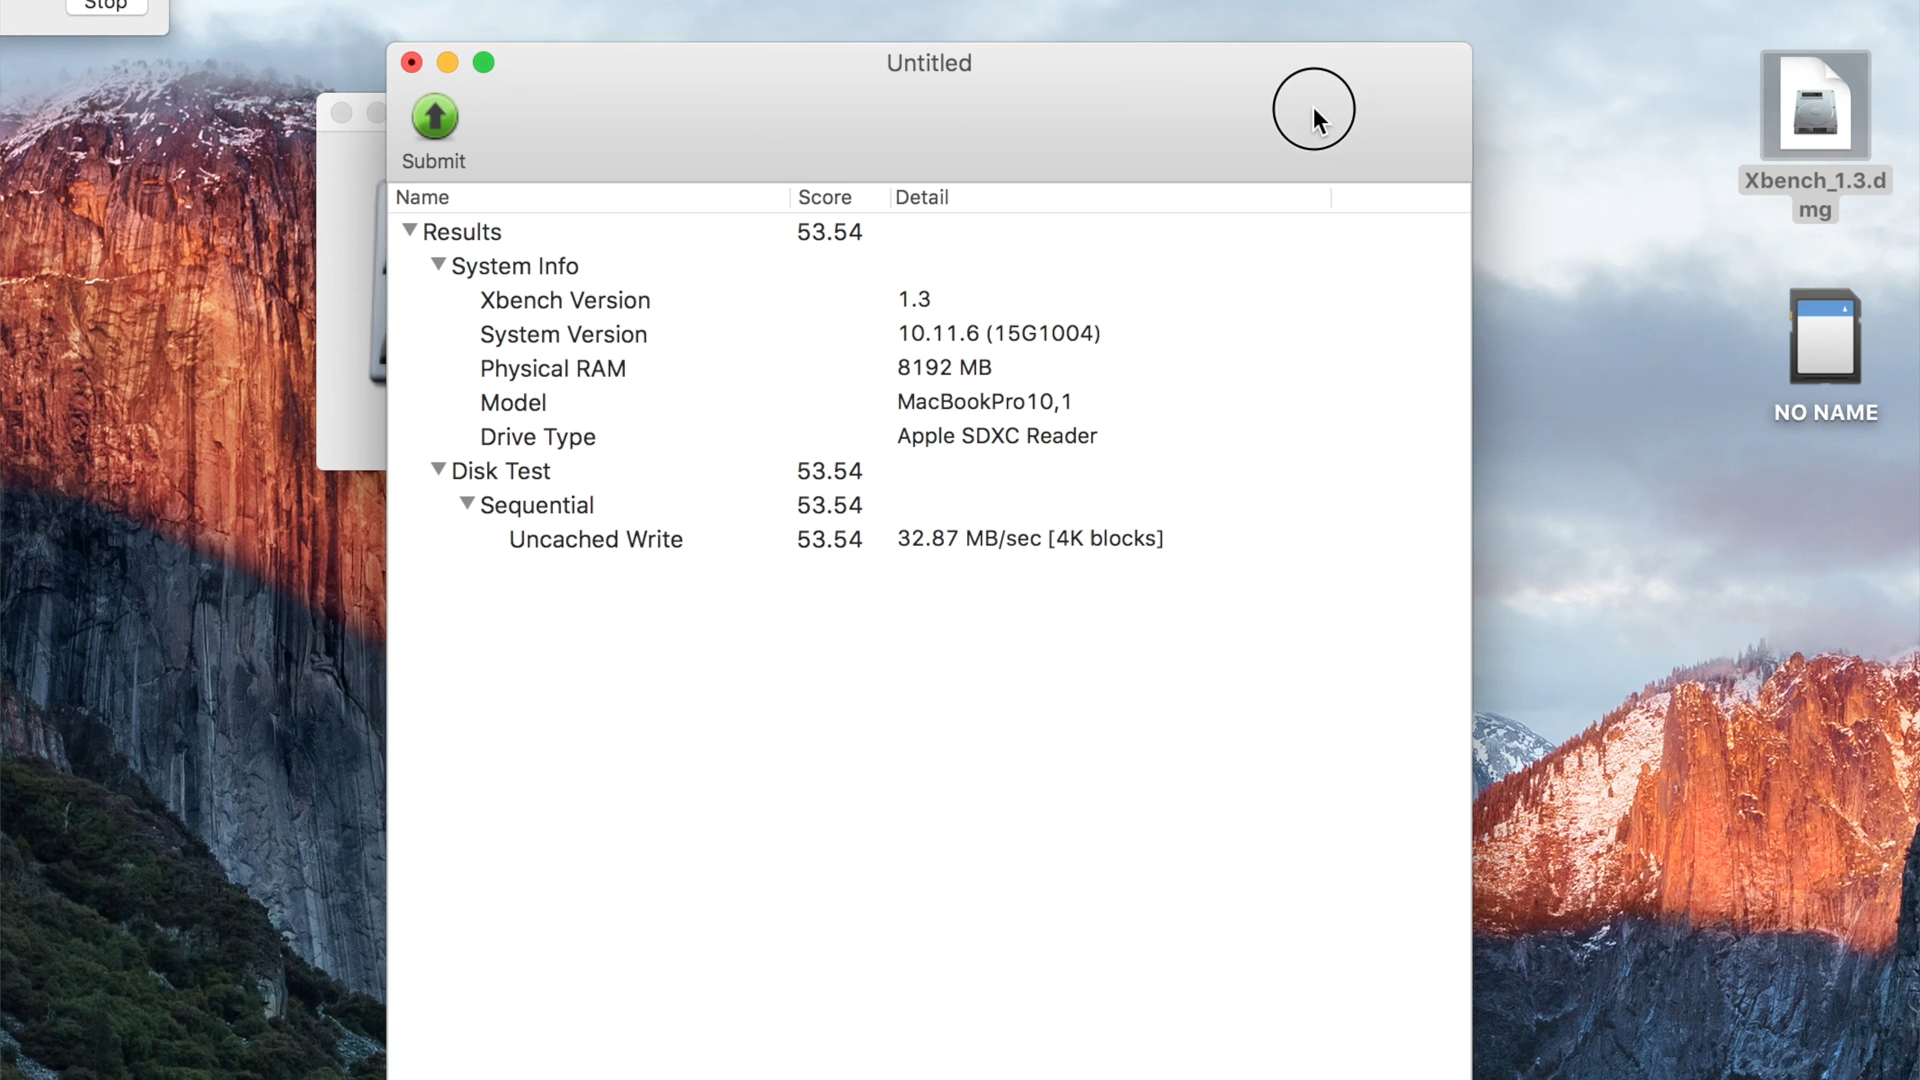 Stop
Untitled
Submit
Name Score Detail
Results 53.54
System Info
Xbench Version 1.3
System Version 10.11.6 (15G1004)
Physical RAM 8192 MB
Model MacBookPro10,1
Drive Type Apple SDXC Reader
Disk Test 53.54
Sequential 53.54
Uncached Write 53.54 32.87 MB/sec [4K blocks]
Xbench_1.3.d
mg
NO NAME